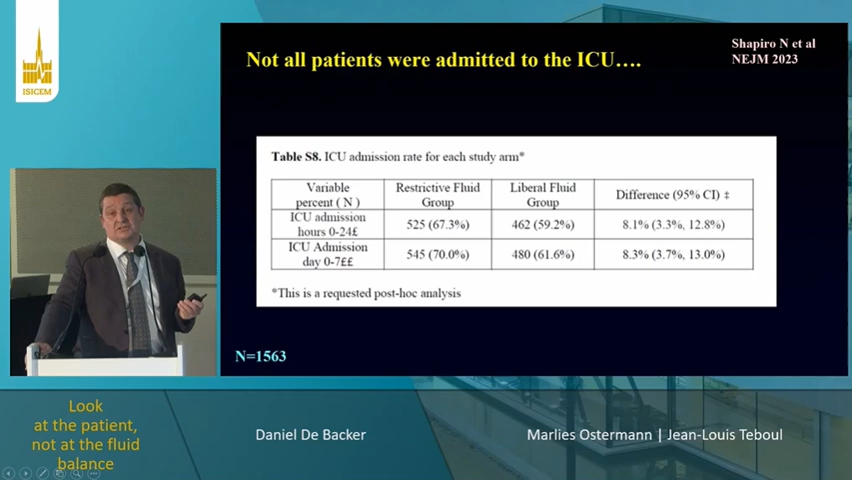 ISICEM
Not all patients were admitted to the ICU….
Shapiro N et al
NEJM 2023
Table S8. ICU admission rate for each study arm*
Variable percent ( N ) Restrictive Fluid Group Liberal Fluid Group Difference (95% CI) ‡
ICU admission hours 0-24£ 525 (67.3%) 462 (59.2%) 8.1% (3.3%, 12.8%)
ICU Admission day 0-7££ 545 (70.0%) 480 (61.6%) 8.3% (3.7%, 13.0%)
*This is a requested post-hoc analysis
N=1563
Look
at the patient,
not at the fluid
balance
Daniel De Backer
Marlies Ostermann | Jean-Louis Teboul